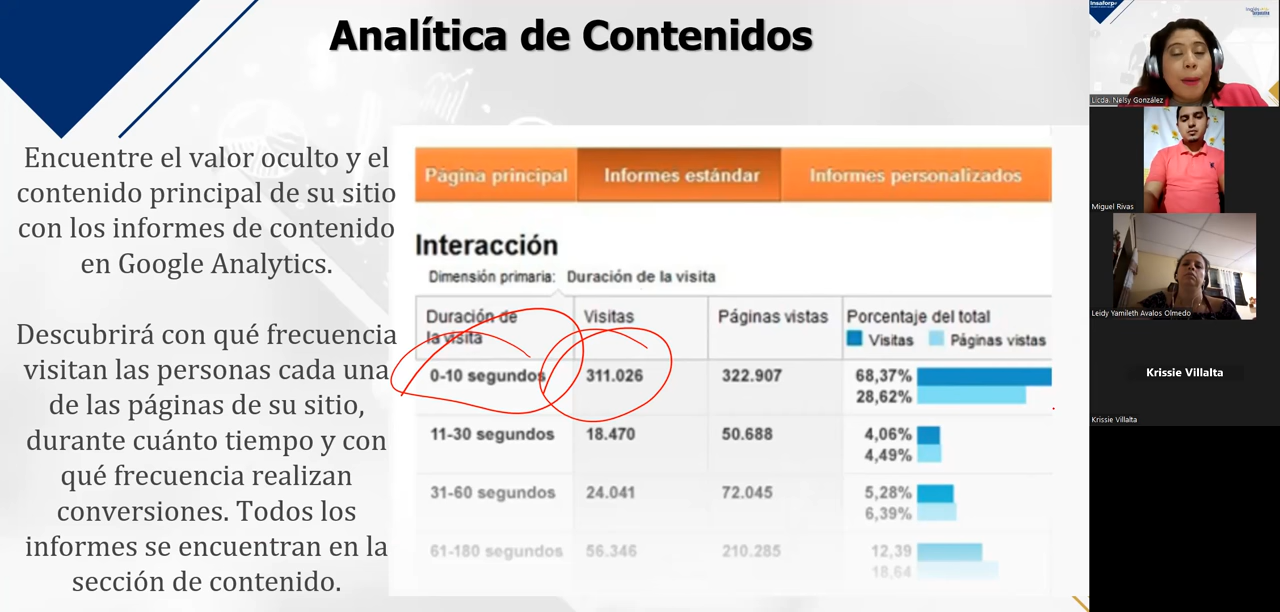 Analítica de Contenidos
Encuentre el valor oculto y el
contenido principal de su sitio
con los informes de contenido
en Google Analytics.
Descubrirá con qué frecuencia
visitan las personas cada una
de las páginas de su sitio,
durante cuánto tiempo y con
qué frecuencia realizan
conversiones. Todos los
informes se encuentran en la
sección de contenido.
Página principal Informes estándar Informes personalizados
Interacción
Dimensión primaria: Duración de la visita
Duración de
la visita
Visitas
Páginas vistas
Porcentaje del total
Visitas Páginas vistas
0-10 segundos 311.026 322.907 68,37%
28,62%
11-30 segundos 18.470 50.688 4,06%
4,49%
31-60 segundos 24.041 72.045 5,28%
6,39%
61-180 segundos 56.346 210.285 12,39
18,64
Insaforp
Licda. Nelsy González
Miguel Rivas
Leidy Yamileth Avalos Olmedo
Krissie Villalta
Krissie Villalta